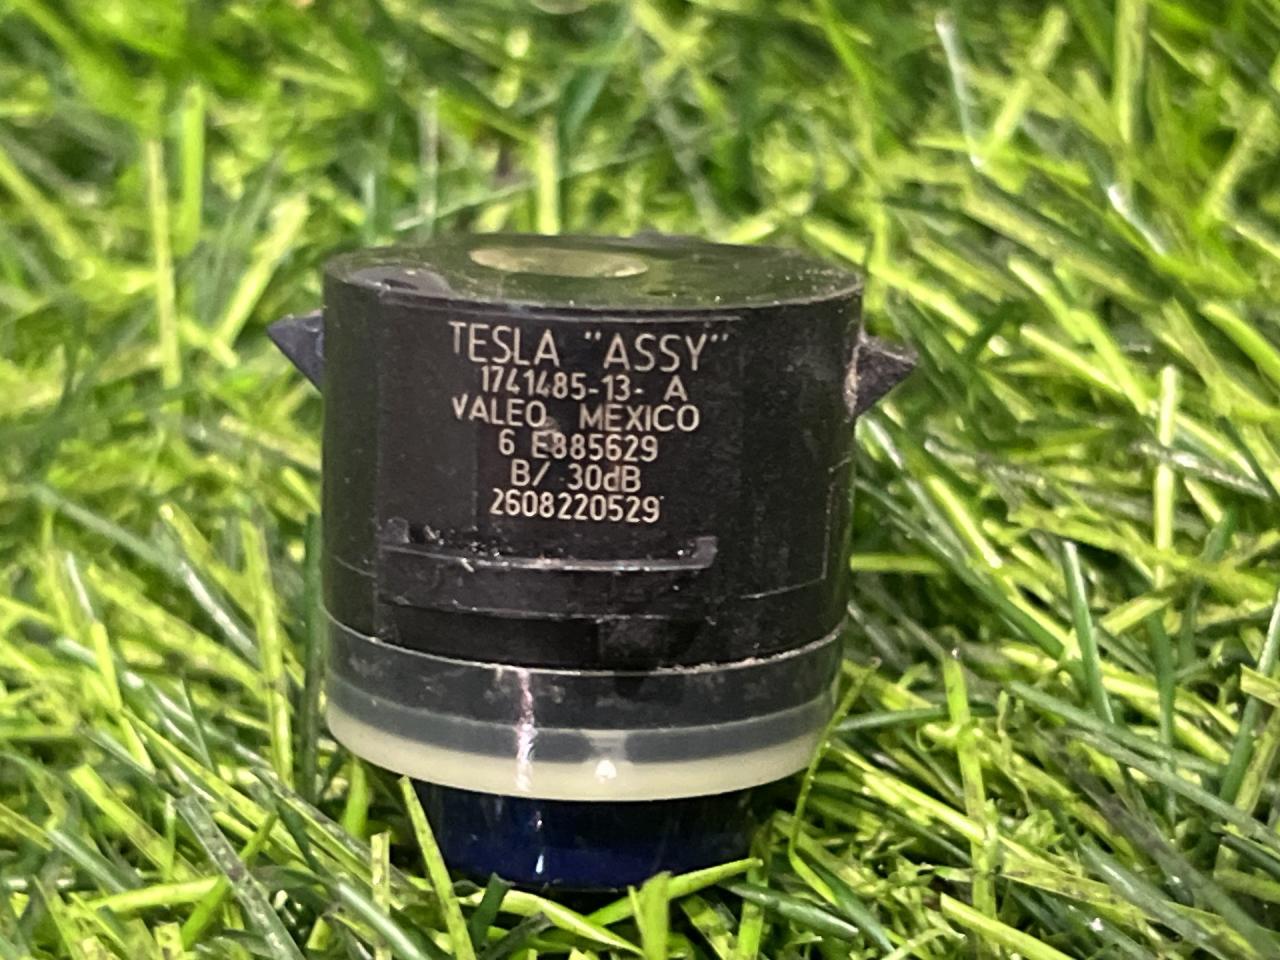 TESLA "ASSY"
1741485-13- A
VALEO MEXICO
6 E885629
B/ 30dB
2608220529